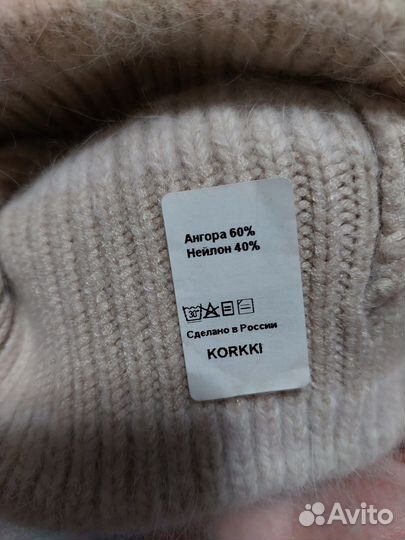 Ангора 60%
Нейлон 40%
30°
Сделано в России
KORKKI
Avito